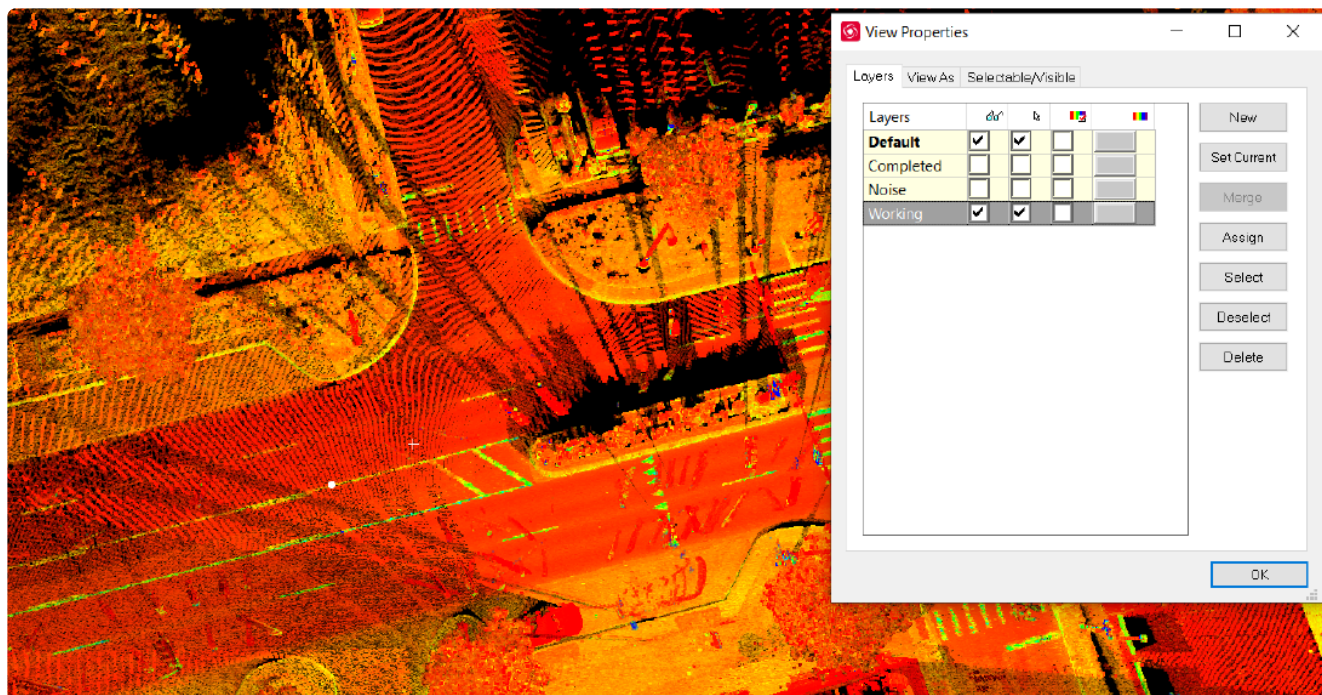 View Properties
Layers View As Selectable/Visible
Layers
Default
Completed
Noise
Working
New
Set Current
Merge
Assign
Select
Deselect
Delete
OK